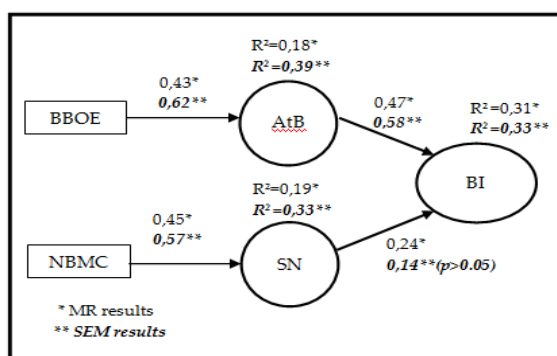 R²=0,18*
R²=0,39**
0,43*
0,62**
BBOE
AtB
0,47*
0,58**
R²=0,31*
R²=0,33**
BI
R²=0,19*
R²=0,33**
0,45*
0,57**
NBMC
SN
0,24*
0,14**(p>0.05)
* MR results
** SEM results